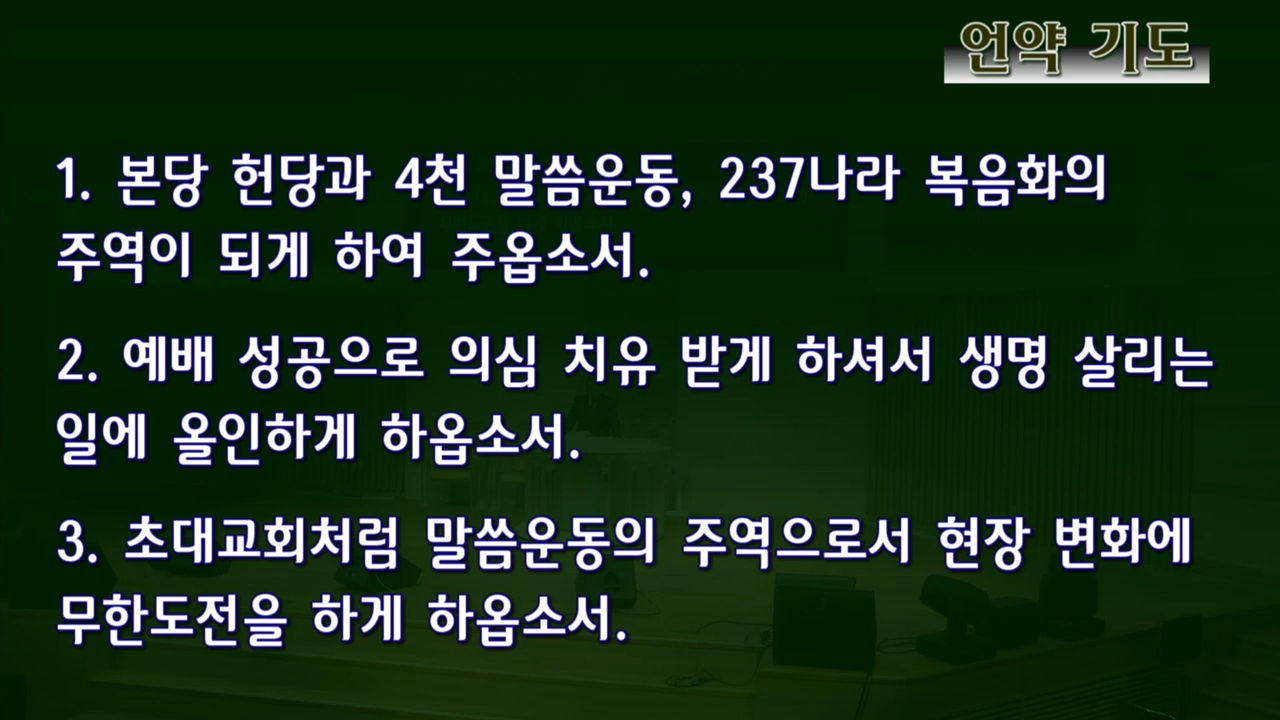 언약 기도
1. 본당 헌당과 4천 말씀운동, 237나라 복음화의
주역이 되게 하여 주옵소서.
2. 예배 성공으로 의심 치유 받게 하셔서 생명 살리는
일에 올인하게 하옵소서.
3. 초대교회처럼 말씀운동의 주역으로서 현장 변화에
무한도전을 하게 하옵소서.